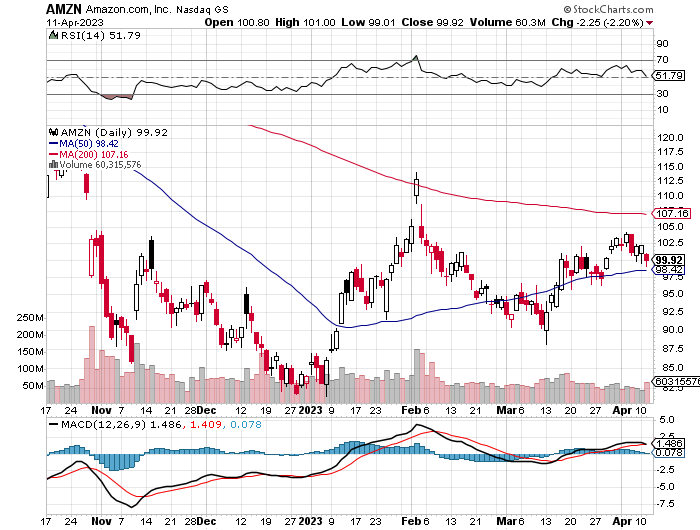 AMZN Amazon.com, Inc. Nasdaq GS © StockCharts.com
11-Apr-2023 Open 100.80 High 101.00 Low 99.01 Close 99.92 Volume 60.3M Chg -2.25 (-2.20%)
RSI(14) 51.79
90
70
51.79
30
10
AMZN (Daily) 99.92
MA(50) 98.42
MA(200) 107.16
Volume 60,315,576
120.0
117.5
115.0
112.5
110.0
107.16
105.0
102.5
99.92
98.42
97.5
95.0
92.5
90.0
87.5
85.0
60315576
82.5
250M
200M
150M
100M
50M
17 24 Nov 7 14 21 28 Dec 12 19 27 2023 9 17 23 Feb 6 13 21 Mar 6 13 20 27 Apr 10
MACD(12,26,9) 1.486, 1.409, 0.078
5.0
2.5
1.486
0.078
-2.5
-5.0
-7.5
17 24 Nov 7 14 21 28 Dec 12 19 27 2023 9 17 23 Feb 6 13 21 Mar 6 13 20 27 Apr 10